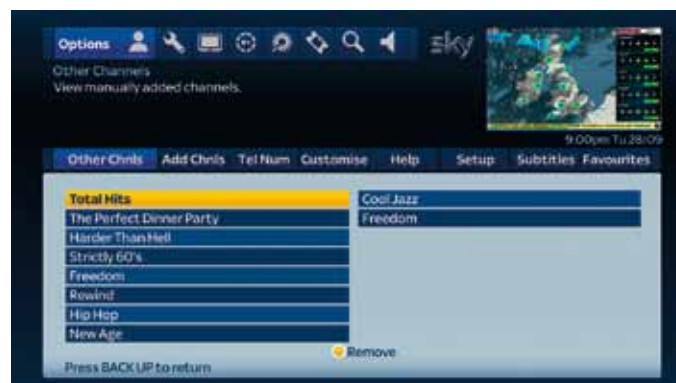 Options
sky
Other Channels
View manually added channels.
9.00pm Tu 28/09
Other Chnls Add Chnls Tel Num Customise Help Setup Subtitles Favourites
Total Hits
The Perfect Dinner Party
Harder Than Hell
Strictly 60's
Freedom
Rewind
Hip Hop
New Age
Cool Jazz
Freedom
Remove
Press BACK UP to return